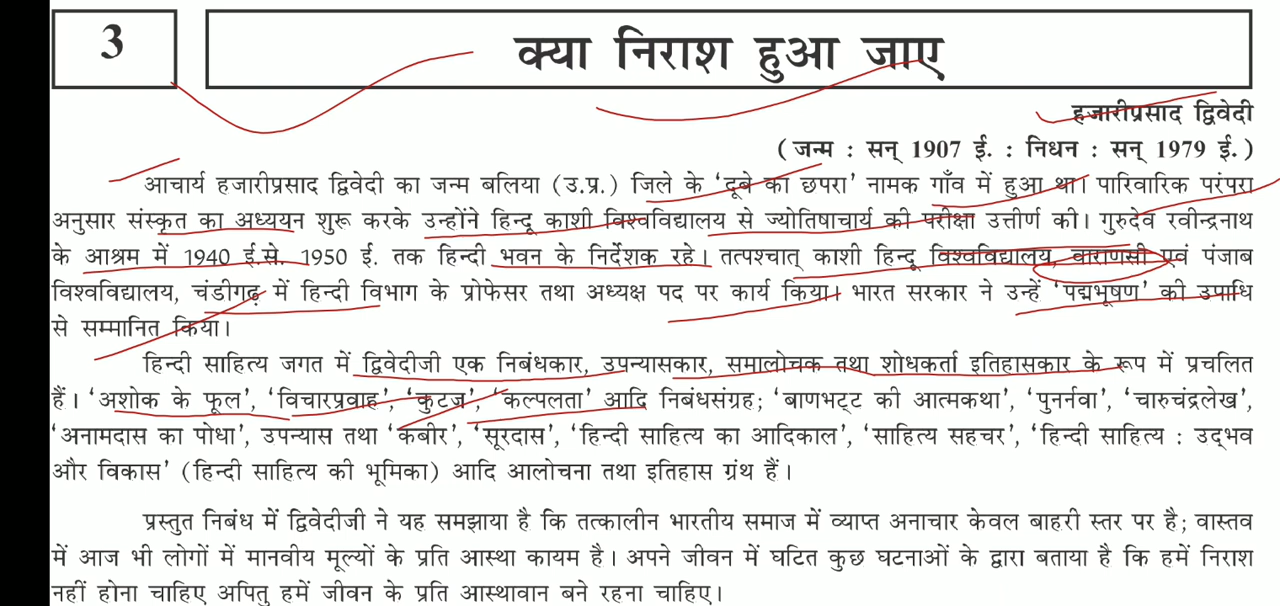 3
क्या निराश हुआ जाए
हजारीप्रसाद द्विवेदी
( जन्म : सन् 1907 ई. : निधन : सन् 1979 ई. )
आचार्य हजारीप्रसाद द्विवेदी का जन्म बलिया (उ.प्र.) जिले के ‘दूबे का छपरा’ नामक गाँव में हुआ था। पारिवारिक परंपरा
अनुसार संस्कृत का अध्ययन शुरू करके उन्होंने हिन्दू काशी विश्वविद्यालय से ज्योतिषाचार्य की परीक्षा उत्तीर्ण की। गुरुदेव रवीन्द्रनाथ
के आश्रम में 1940 ई.से. 1950 ई. तक हिन्दी भवन के निर्देशक रहे। तत्पश्चात् काशी हिन्दू विश्वविद्यालय, वाराणसी एवं पंजाब
विश्वविद्यालय, चंडीगढ़ में हिन्दी विभाग के प्रोफेसर तथा अध्यक्ष पद पर कार्य किया। भारत सरकार ने उन्हें ‘पद्मभूषण’ की उपाधि
से सम्मानित किया।
हिन्दी साहित्य जगत में द्विवेदीजी एक निबंधकार, उपन्यासकार, समालोचक तथा शोधकर्ता इतिहासकार के रूप में प्रचलित
हैं। ‘अशोक के फूल’, ‘विचारप्रवाह’, ‘कुटज’, ‘कल्पलता’ आदि निबंधसंग्रह; ‘बाणभट्ट की आत्मकथा’, ‘पुनर्नवा’, ‘चारुचंद्रलेख’,
‘अनामदास का पोधा’, उपन्यास तथा ‘कबीर’, ‘सूरदास’, ‘हिन्दी साहित्य का आदिकाल’, ‘साहित्य सहचर’, ‘हिन्दी साहित्य : उद्‌भव
और विकास’ (हिन्दी साहित्य की भूमिका) आदि आलोचना तथा इतिहास ग्रंथ हैं।
प्रस्तुत निबंध में द्विवेदीजी ने यह समझाया है कि तत्कालीन भारतीय समाज में व्याप्त अनाचार केवल बाहरी स्तर पर है; वास्तव
में आज भी लोगों में मानवीय मूल्यों के प्रति आस्था कायम है। अपने जीवन में घटित कुछ घटनाओं के द्वारा बताया है कि हमें निराश
नहीं होना चाहिए अपितु हमें जीवन के प्रति आस्थावान बने रहना चाहिए।